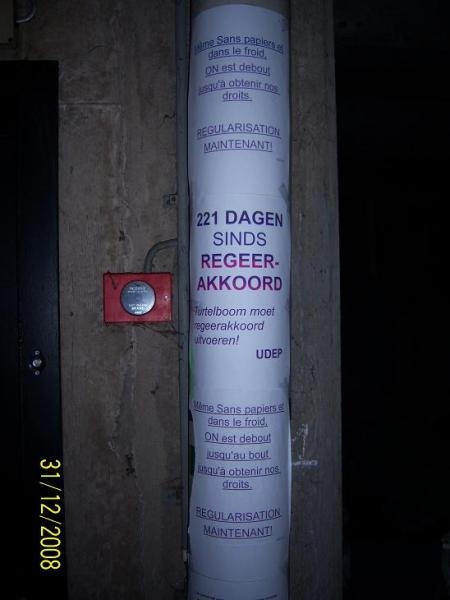 Même Sans papiers et
dans le froid,
ON est debout
jusqu'à obtenir nos
droits.
REGULARISATION
MAINTENANT!
221 DAGEN
SINDS
REGEER-
AKKOORD
Turtelboom moet
regeerakkoord
uitvoeren!
UDEP
Même Sans papiers et
dans le froid,
ON est debout
jusqu'au bout
jusqu'à obtenir nos
droits.
REGULARISATION
MAINTENANT!
31/12/2008